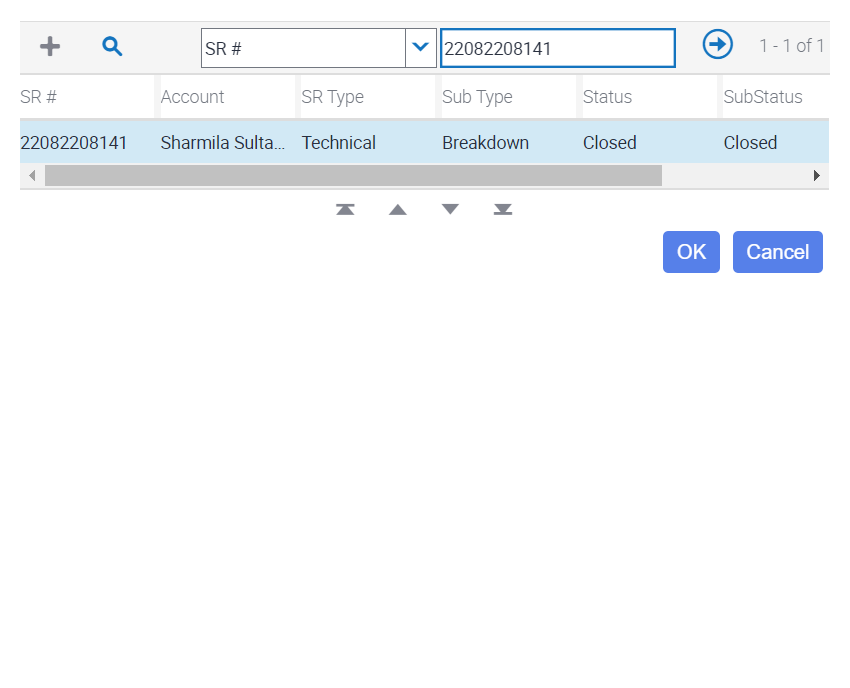 SR # 22082208141 1 - 1 of 1
SR # Account SR Type Sub Type Status SubStatus
22082208141 Sharmila Sulta... Technical Breakdown Closed Closed
OK Cancel